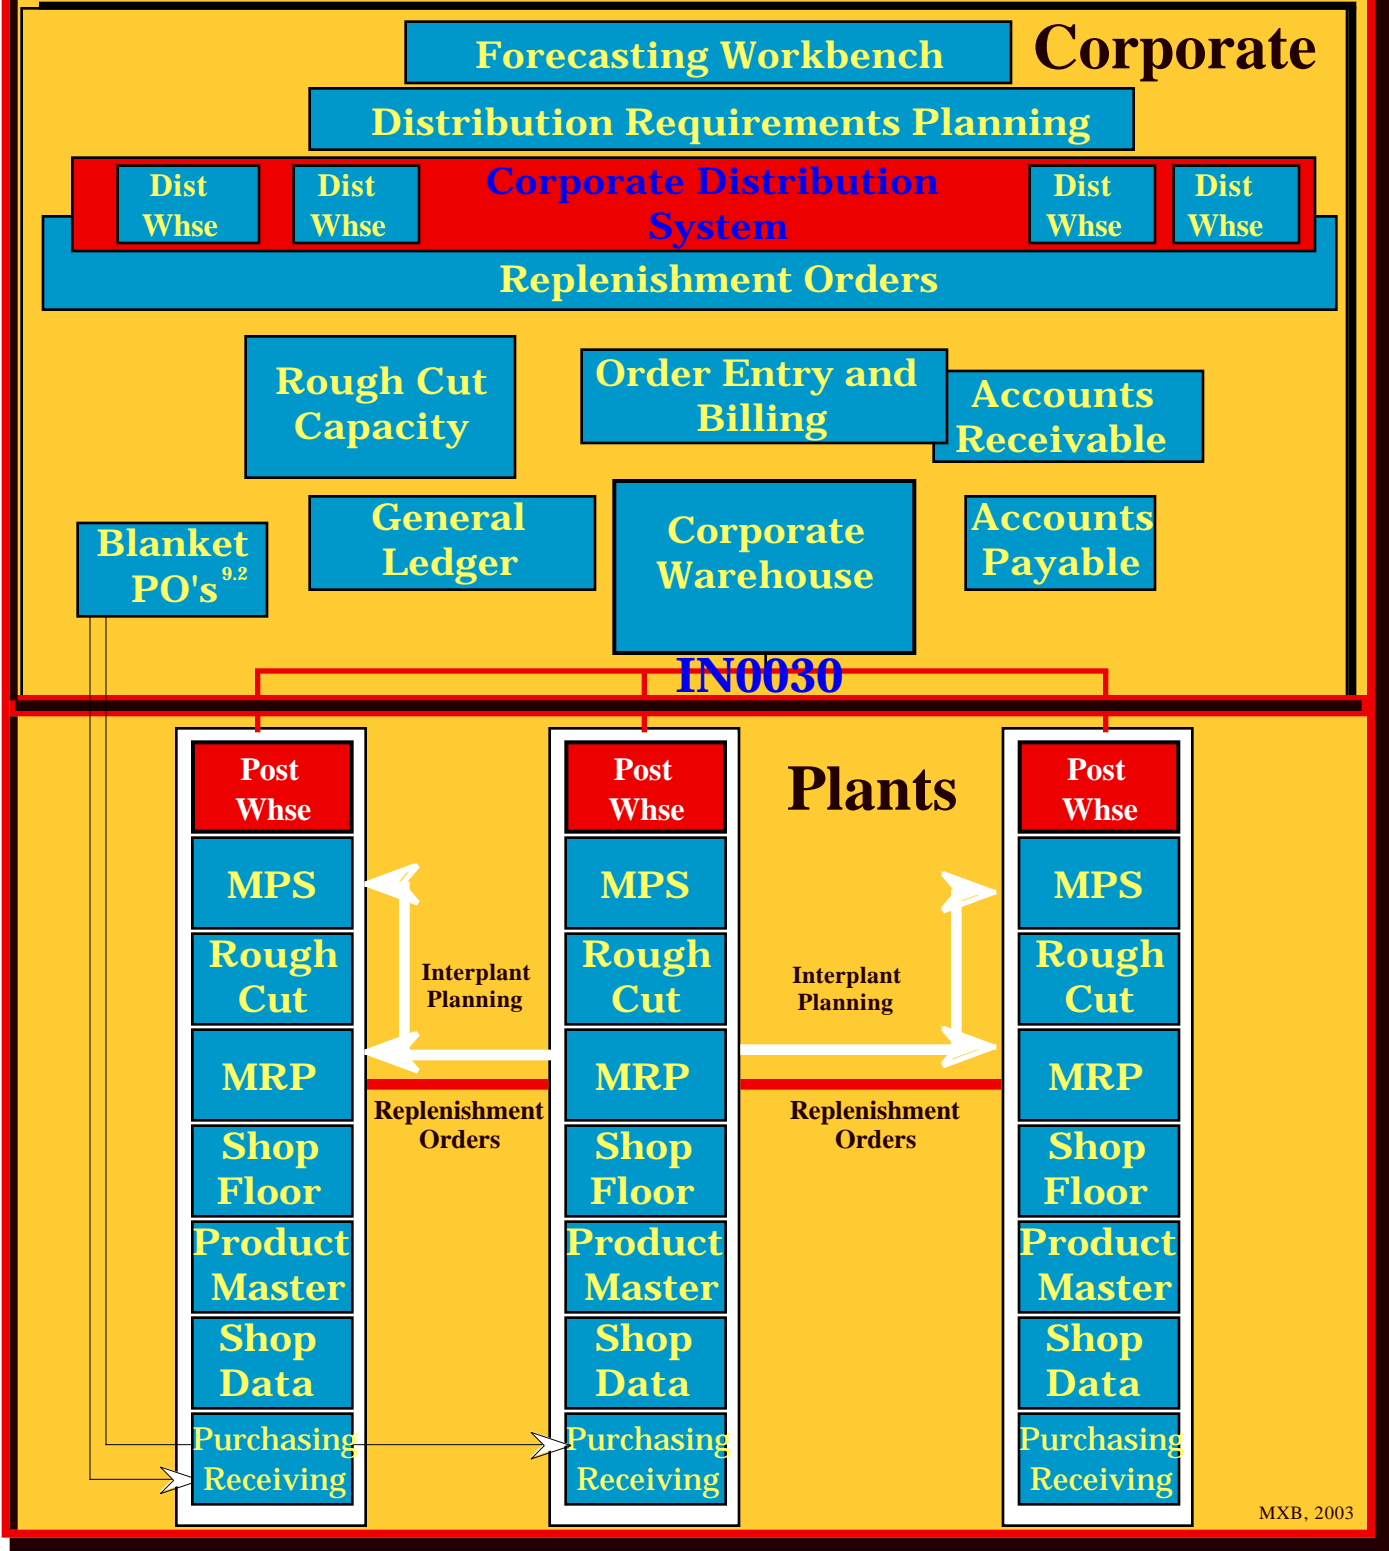 Corporate
Forecasting Workbench
Distribution Requirements Planning
Dist
Whse
Dist
Whse
Corporate Distribution
System
Dist
Whse
Dist
Whse
Replenishment Orders
Rough Cut
Capacity
Order Entry and
Billing
Accounts
Receivable
Blanket
PO's 9.2
General
Ledger
Corporate
Warehouse
Accounts
Payable
IN0030
Plants
Post
Whse
MPS
Rough
Cut
MRP
Shop
Floor
Product
Master
Shop
Data
Purchasing
Receiving
Interplant
Planning
Replenishment
Orders
Post
Whse
MPS
Rough
Cut
MRP
Shop
Floor
Product
Master
Shop
Data
Purchasing
Receiving
Interplant
Planning
Replenishment
Orders
Post
Whse
MPS
Rough
Cut
MRP
Shop
Floor
Product
Master
Shop
Data
Purchasing
Receiving
MXB, 2003